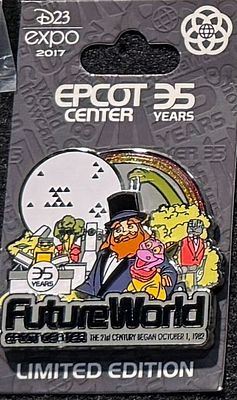 D23
expo
2017
EPCOT 35
CENTER YEARS
35
YEARS
FutureWorld
EPCOT CENTER THE 21ST CENTURY BEGAN OCTOBER 1, 1982
LIMITED EDITION